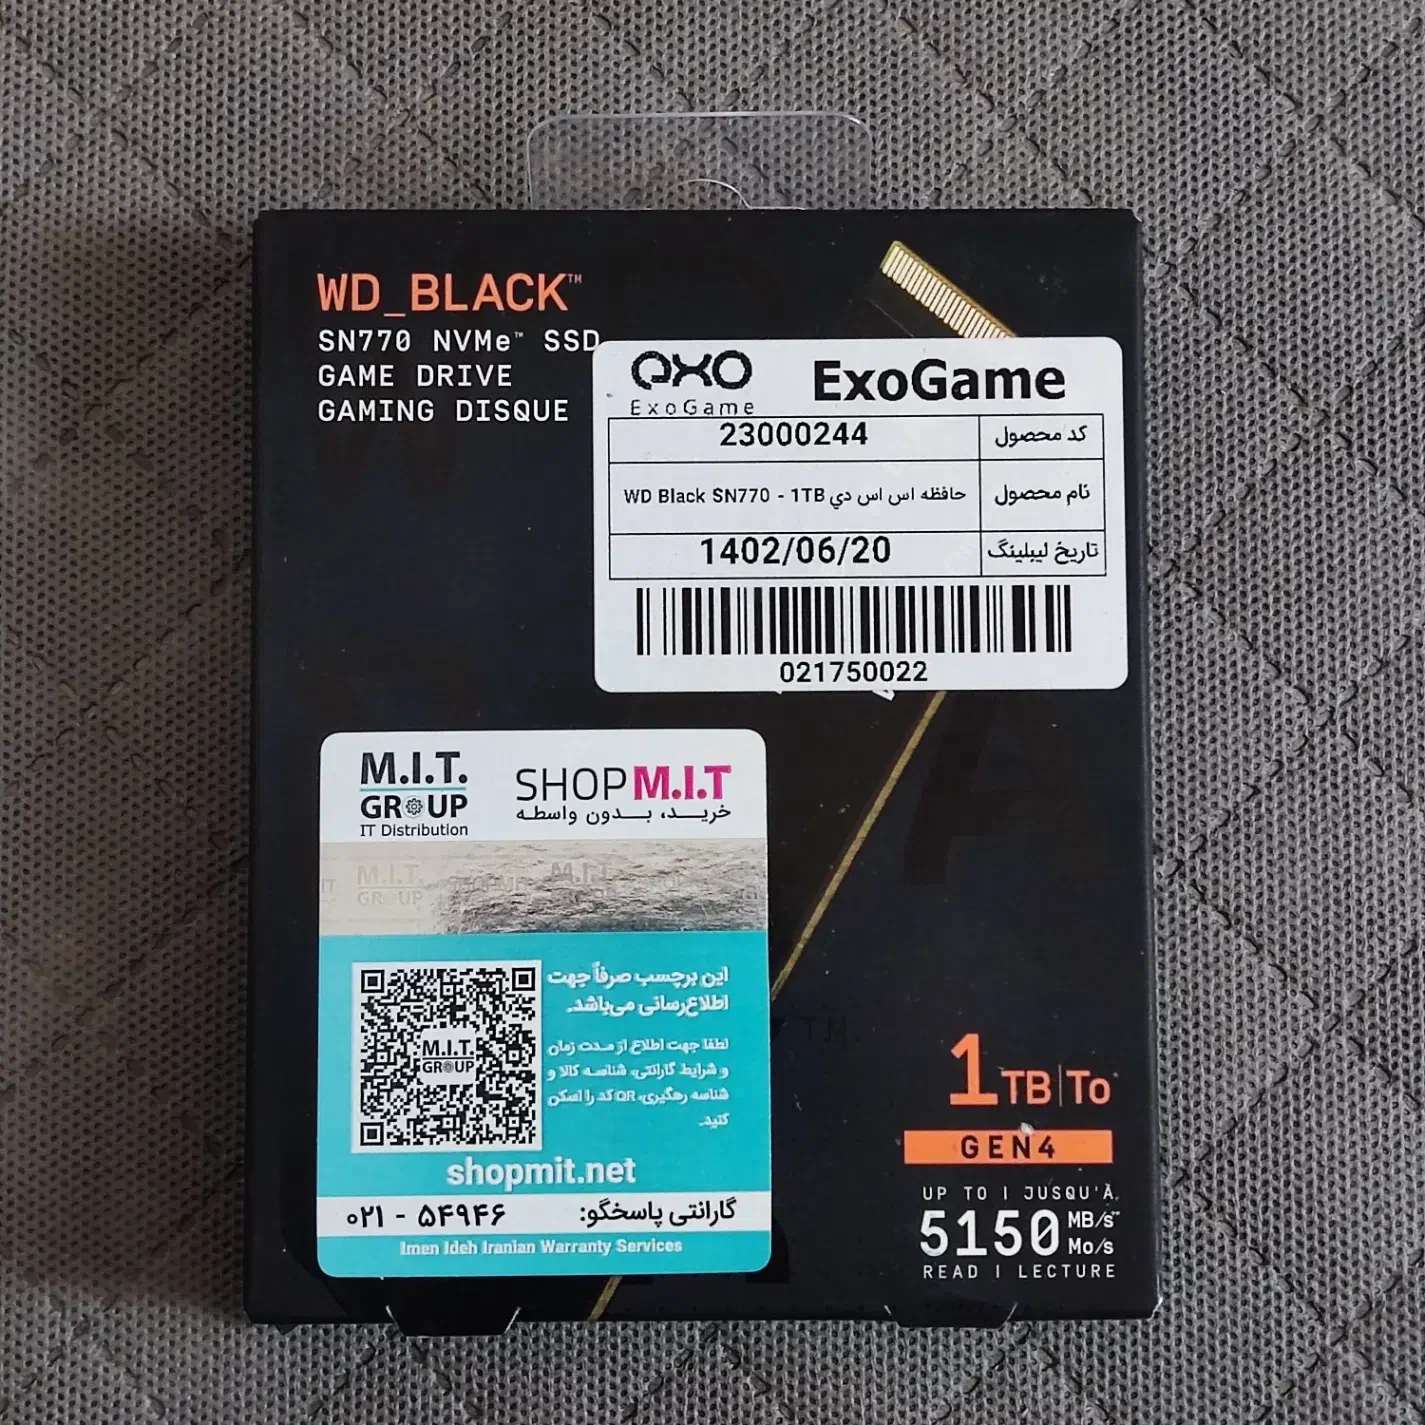 WD_BLACK™
SN770 NVMe™ SSD
GAME DRIVE
GAMING DISQUE
exo
ExoGame
ExoGame
کد محصول 23000244
نام محصول حافظه اس اس دي WD Black SN770 - 1TB
تاریخ لیبلینگ 1402/06/20
021750022
M.I.T.
GROUP
IT Distribution
SHOP M.I.T
خرید، بدون واسطه
M.I.T.
GROUP
M.I.T.
این برچسب صرفاً جهت
اطلاع‌رسانی می‌باشد.
لطفا جهت اطلاع از مدت زمان
و شرایط گارانتی، شناسه کالا و
شناسه رهگیری، QR کد را اسکن
کنید.
M.I.T.
GROUP
shopmit.net
گارانتی پاسخگو: ۰۲۱ - ۵۴۹۴۶
Imen Ideh Iranian Warranty Services
TM
1TB|To
GEN4
UP TO | JUSQU'À
5150 MB/s
Mo/s
READ | LECTURE